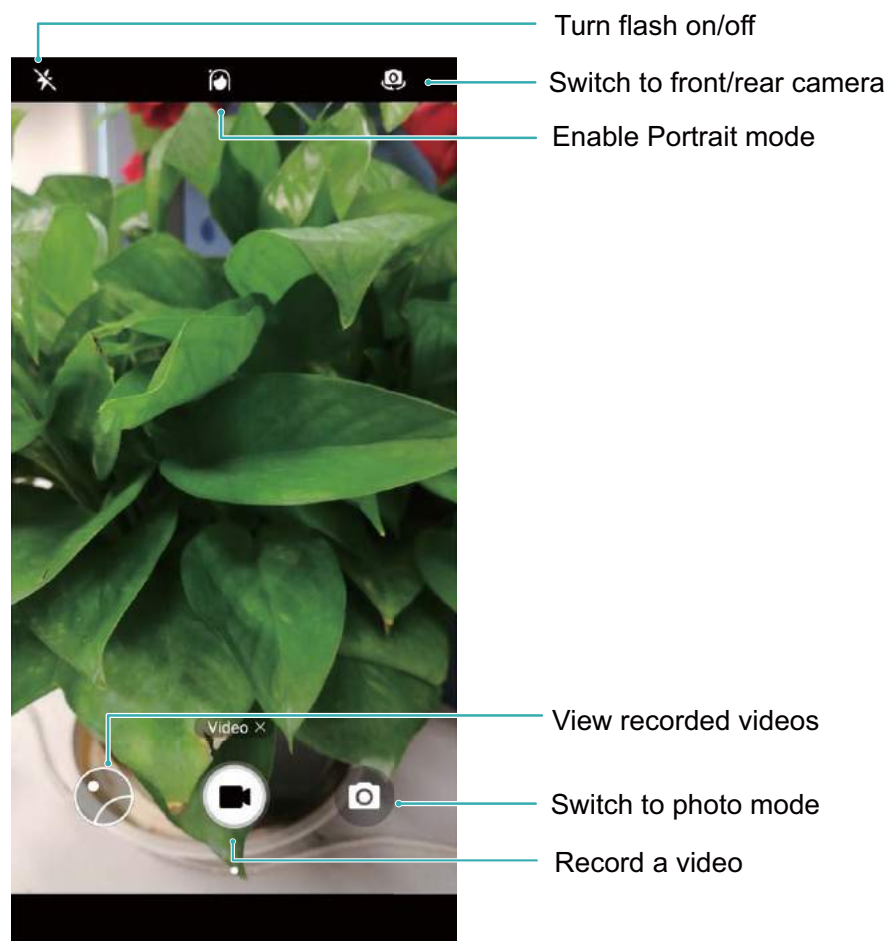 Turn flash on/off
Switch to front/rear camera
Enable Portrait mode
Video ×
View recorded videos
Switch to photo mode
Record a video